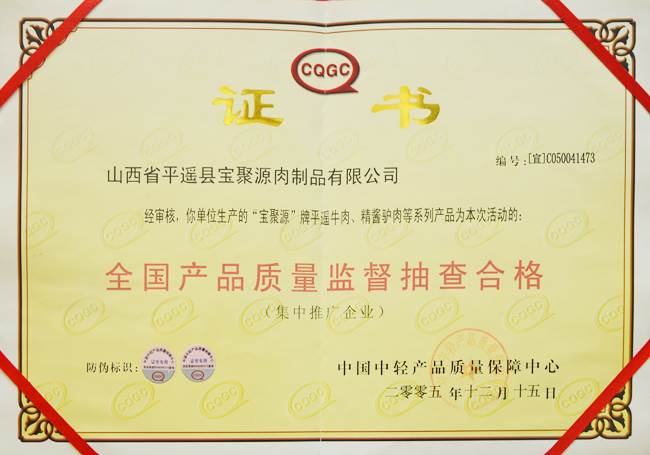 CQGC
证 书
编号:[宜]C050041473
山西省平遥县宝聚源肉制品有限公司
经审核,你单位生产的“宝聚源”牌平遥牛肉、精酱驴肉等系列产品为本次活动的:
全国产品质量监督抽查合格
(集中推广企业)
防伪标识:
中国中轻产品质量保障中心
二零零五年十二月十五日